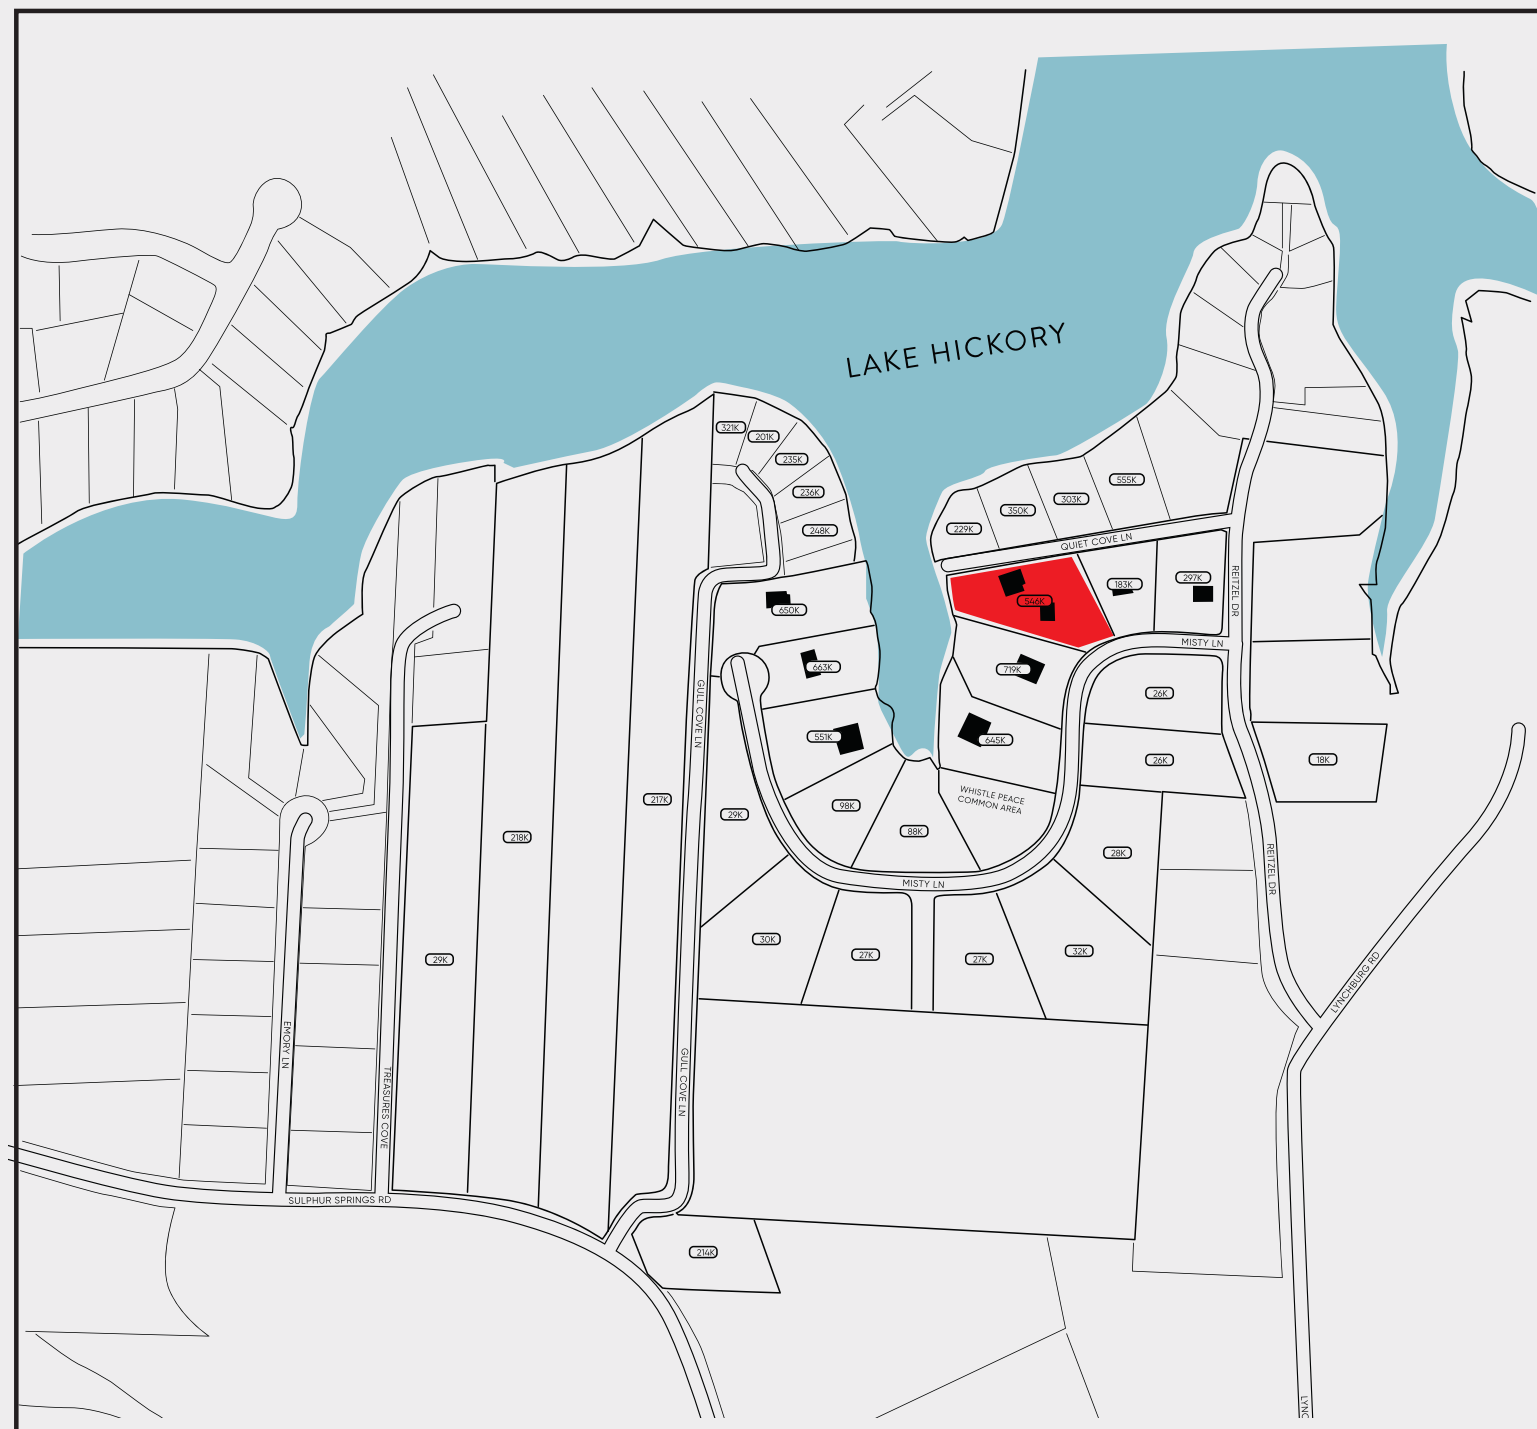 LAKE HICKORY
321K
201K
235K
236K
248K
555K
303K
350K
229K
QUIET COVE LN
REITZEL DR
546K
183K
297K
650K
MISTY LN
663K
719K
26K
GULL COVE LN
551K
645K
26K
18K
WHISTLE PEACE
COMMON AREA
217K
29K
98K
88K
218K
28K
REITZEL DR
MISTY LN
30K
27K
27K
32K
29K
LYNCHBURG RD
EMORY LN
TREASURES COVE
GULL COVE LN
SULPHUR SPRINGS RD
214K
LYNC